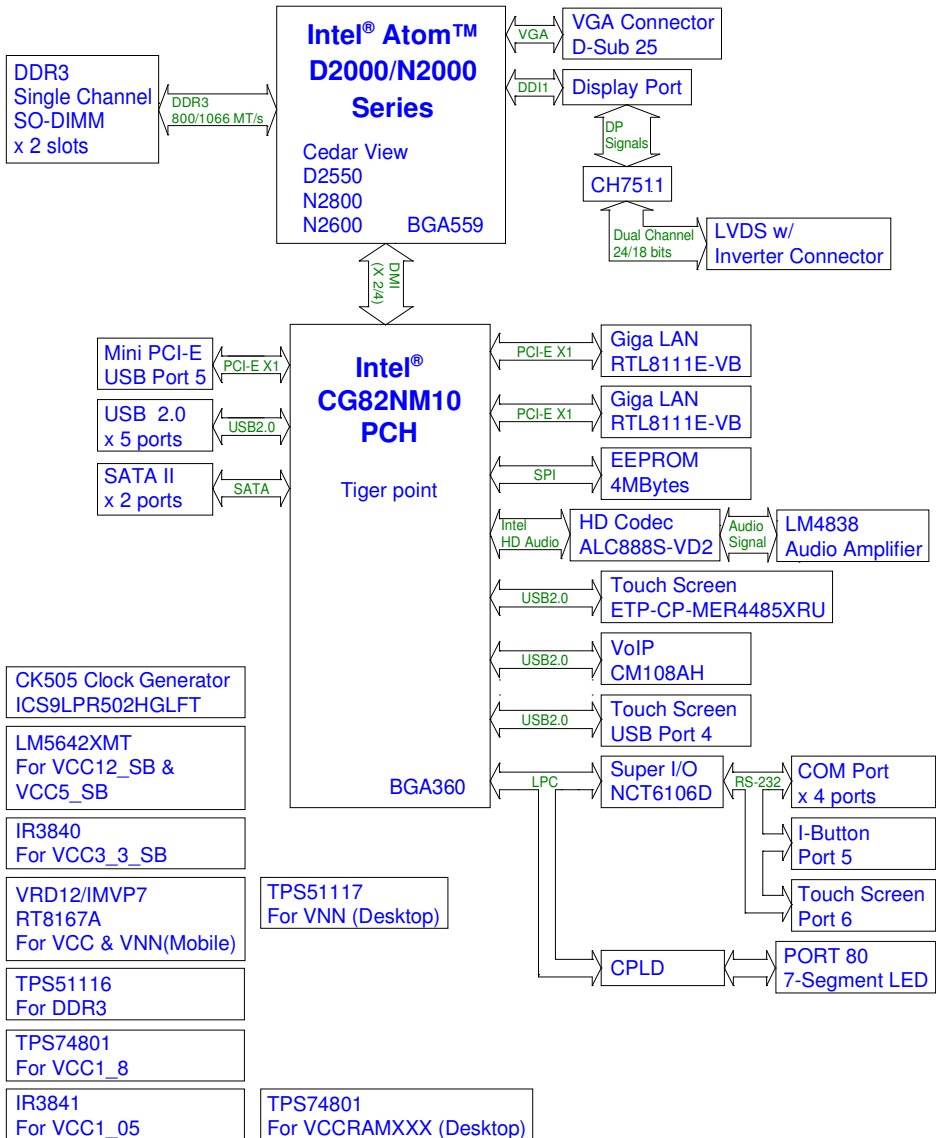 Intel® Atom™
D2000/N2000
Series
Cedar View
D2550
N2800
N2600 BGA559
DDR3
Single Channel
SO-DIMM
x 2 slots
DDR3
800/1066 MT/s
VGA
VGA Connector
D-Sub 25
DDI1
Display Port
DP
Signals
CH7511
Dual Channel
24/18 bits
LVDS w/
Inverter Connector
DMI
(X 2/4)
Intel®
CG82NM10
PCH
Tiger point
BGA360
Mini PCI-E
USB Port 5
PCI-E X1
USB 2.0
x 5 ports
USB2.0
SATA II
x 2 ports
SATA
PCI-E X1
Giga LAN
RTL8111E-VB
PCI-E X1
Giga LAN
RTL8111E-VB
SPI
EEPROM
4MBytes
Intel
HD Audio
HD Codec
ALC888S-VD2
Audio
Signal
LM4838
Audio Amplifier
USB2.0
Touch Screen
ETP-CP-MER4485XRU
USB2.0
VoIP
CM108AH
USB2.0
Touch Screen
USB Port 4
LPC
Super I/O
NCT6106D
RS-232
COM Port
x 4 ports
I-Button
Port 5
Touch Screen
Port 6
CPLD
PORT 80
7-Segment LED
CK505 Clock Generator
ICS9LPR502HGLFT
LM5642XMT
For VCC12_SB &
VCC5_SB
IR3840
For VCC3_3_SB
VRD12/IMVP7
RT8167A
For VCC & VNN(Mobile)
TPS51117
For VNN (Desktop)
TPS51116
For DDR3
TPS74801
For VCC1_8
IR3841
For VCC1_05
TPS74801
For VCCRAMXXX (Desktop)